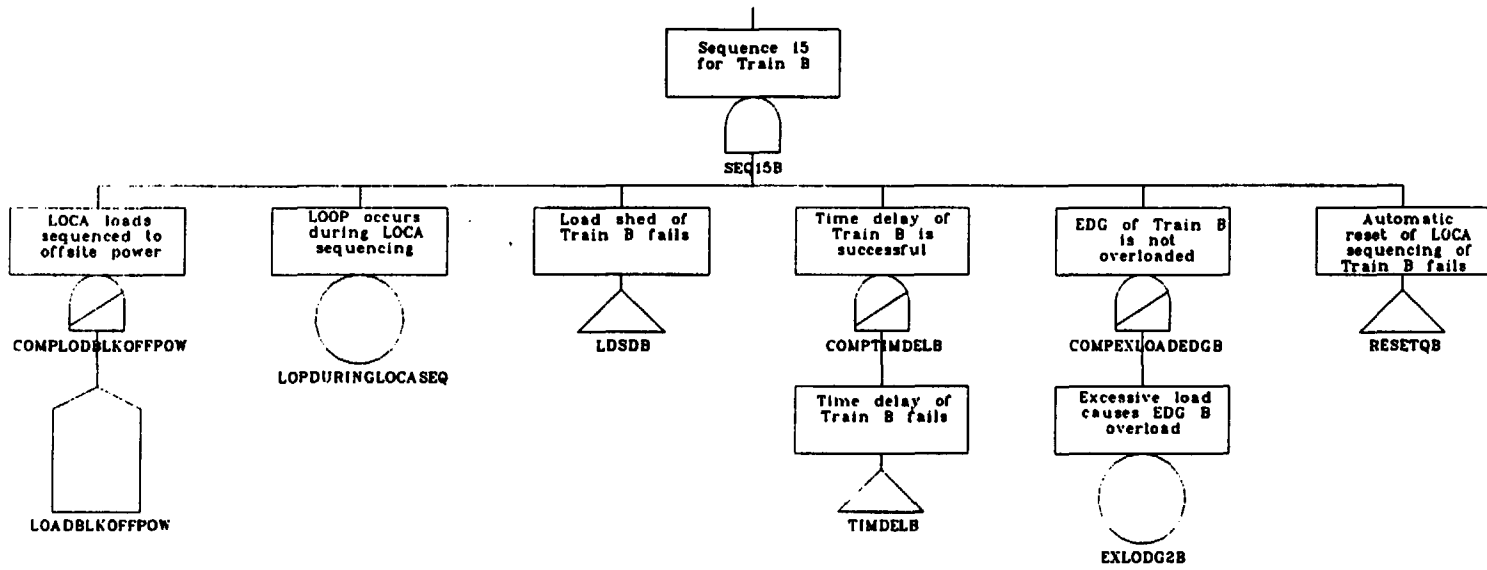 Sequence 15
for Train B
SEQ15B
LOCA loads
sequenced to
offsite power
COMPLODBLKOFFPOW
LOADBLKOFFPOW
LOOP occurs
during LOCA
sequencing
LOPDURINGLOCASEQ
Load shed of
Train B fails
LDSDB
Time delay of
Train B is
successful
COMPTIMDELB
Time delay of
Train B fails
TIMDELB
EDG of Train B
is not
overloaded
COMPEXLOADEDGB
Excessive load
causes EDG B
overload
EXLODG2B
Automatic
reset of LOCA
sequencing of
Train B fails
RESETQB